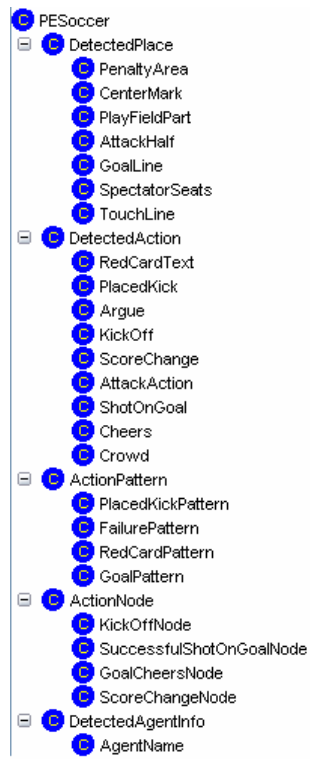 C PESoccer
C DetectedPlace
C PenaltyArea
C CenterMark
C PlayFieldPart
C AttackHalf
C GoalLine
C SpectatorSeats
C TouchLine
C DetectedAction
C RedCardText
C PlacedKick
C Argue
C KickOff
C ScoreChange
C AttackAction
C ShotOnGoal
C Cheers
C Crowd
C ActionPattern
C PlacedKickPattern
C FailurePattern
C RedCardPattern
C GoalPattern
C ActionNode
C KickOffNode
C SuccessfulShotOnGoalNode
C GoalCheersNode
C ScoreChangeNode
C DetectedAgentInfo
C AgentName